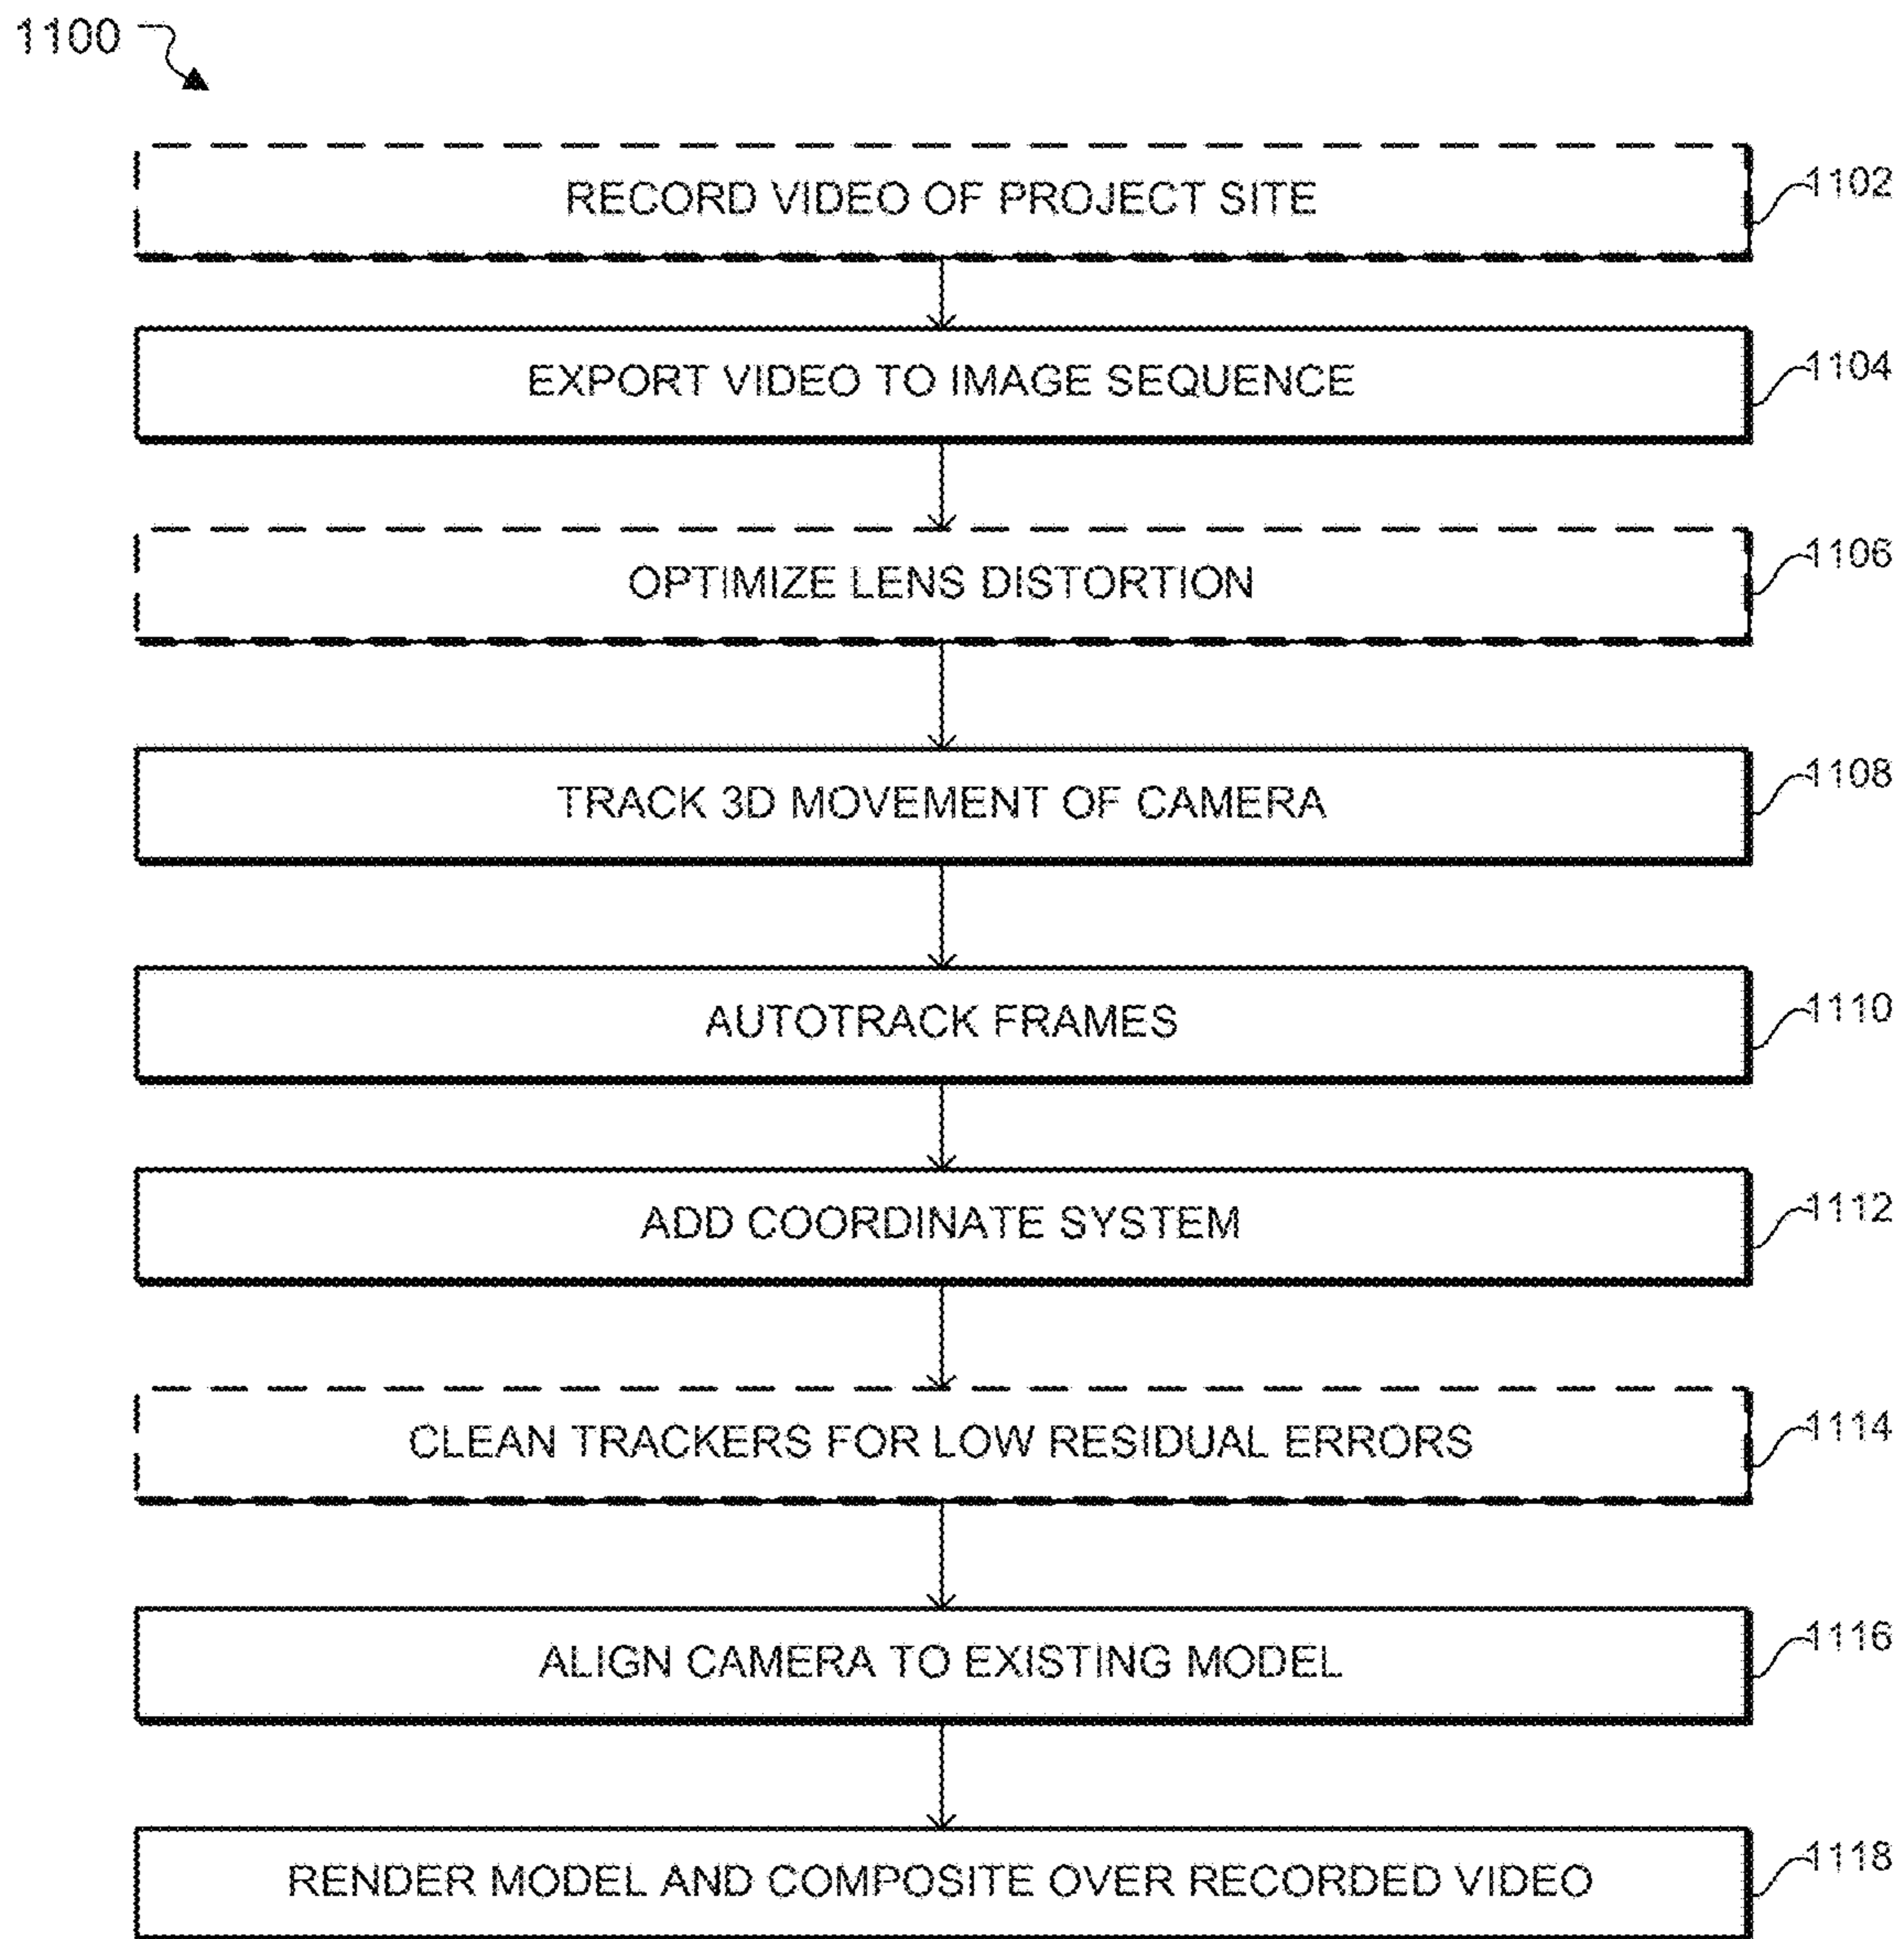 1100
RECORD VIDEO OF PROJECT SITE
1102
EXPORT VIDEO TO IMAGE SEQUENCE
1104
OPTIMIZE LENS DISTORTION
1106
TRACK 3D MOVEMENT OF CAMERA
1108
AUTOTRACK FRAMES
1110
ADD COORDINATE SYSTEM
1112
CLEAN TRACKERS FOR LOW RESIDUAL ERRORS
1114
ALIGN CAMERA TO EXISTING MODEL
1116
RENDER MODEL AND COMPOSITE OVER RECORDED VIDEO
1118